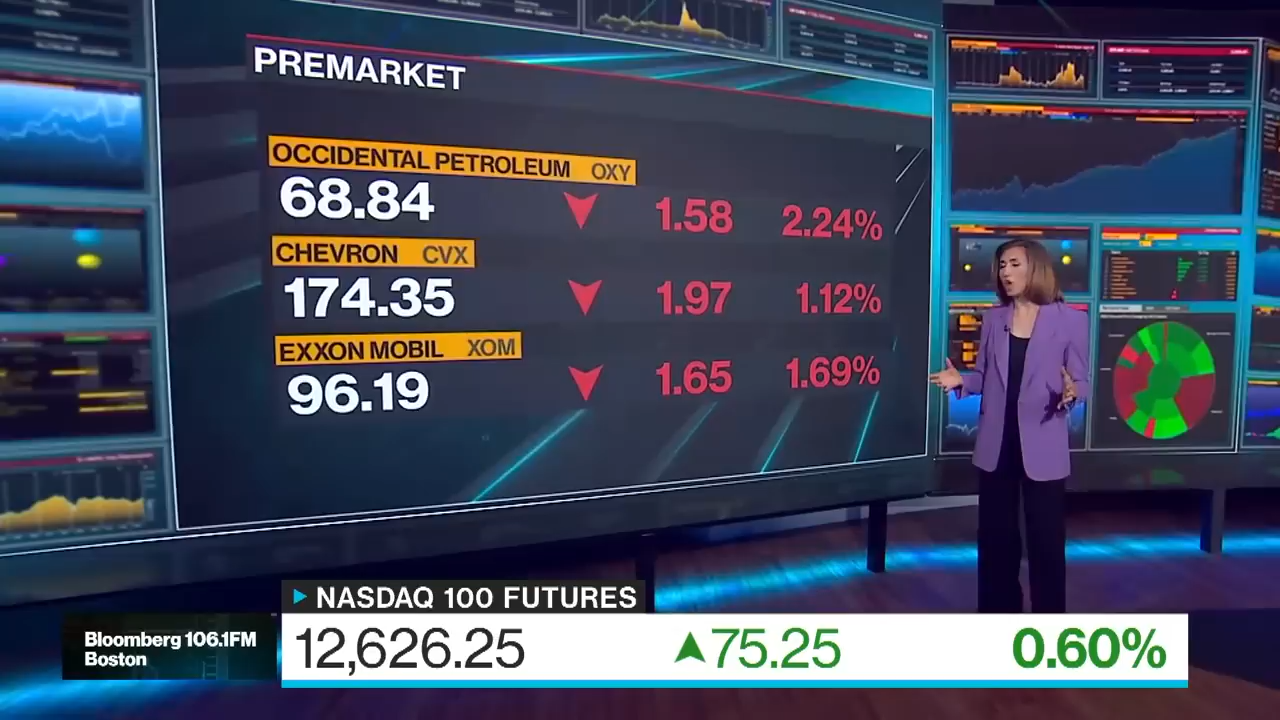 PREMARKET
OCCIDENTAL PETROLEUM OXY
68.84 1.58 2.24%
CHEVRON CVX
174.35 1.97 1.12%
EXXON MOBIL XOM
96.19 1.65 1.69%
NASDAQ 100 FUTURES
12,626.25 75.25 0.60%
Bloomberg 106.1FM
Boston